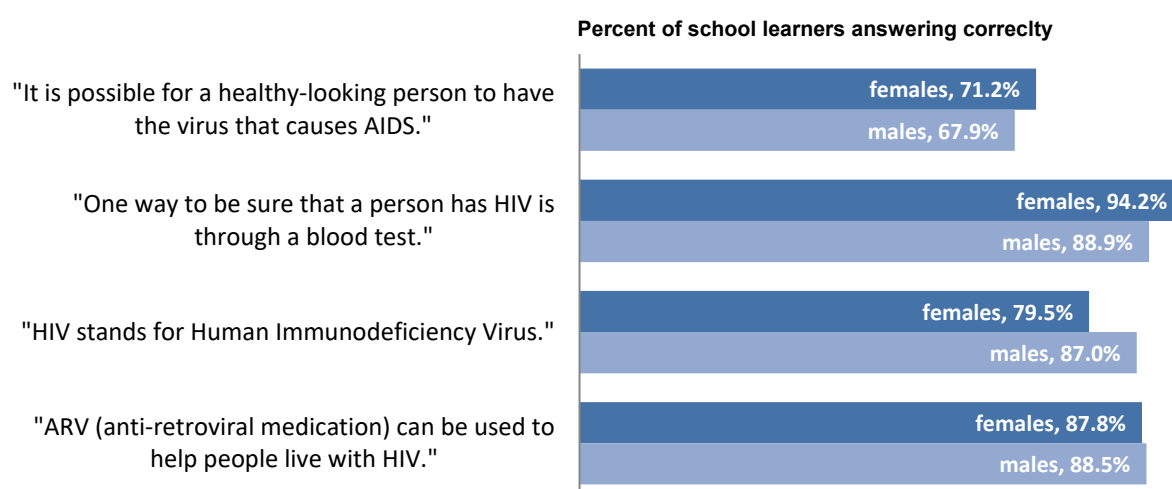 Percent of school learners answering correclty
"It is possible for a healthy-looking person to have
the virus that causes AIDS."
females, 71.2%
males, 67.9%
"One way to be sure that a person has HIV is
through a blood test."
females, 94.2%
males, 88.9%
"HIV stands for Human Immunodeficiency Virus."
females, 79.5%
males, 87.0%
"ARV (anti-retroviral medication) can be used to
help people live with HIV."
females, 87.8%
males, 88.5%